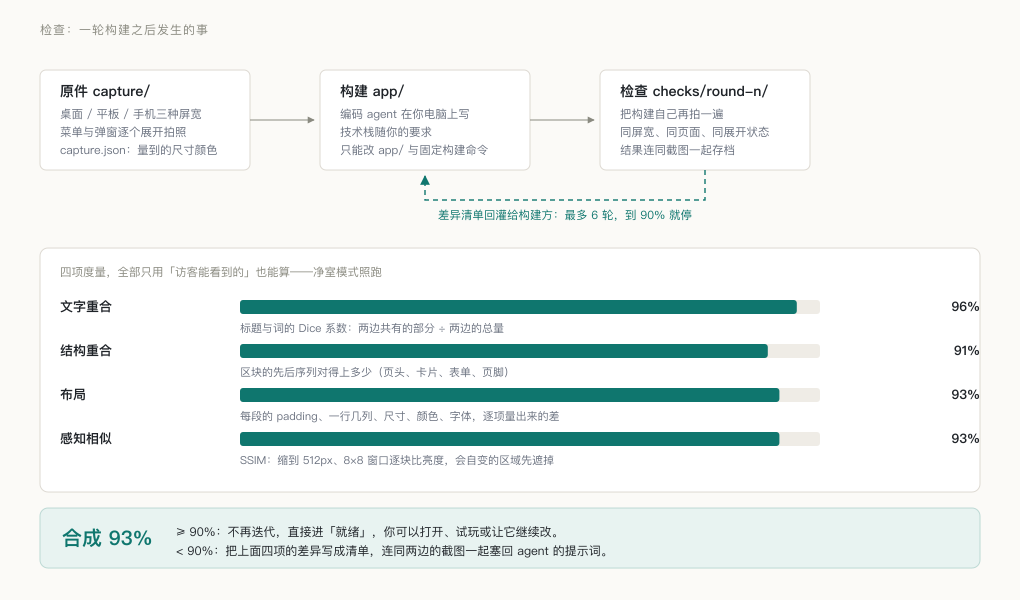 检查：一轮构建之后发生的事
原件 capture/
桌面 / 平板 / 手机三种屏宽
菜单与弹窗逐个展开拍照
capture.json：量到的尺寸颜色
构建 app/
编码 agent 在你电脑上写
技术栈随你的要求
只能改 app/ 与固定构建命令
检查 checks/round-n/
把构建自己再拍一遍
同屏宽、同页面、同展开状态
结果连同截图一起存档
差异清单回灌给构建方：最多 6 轮，到 90% 就停
四项度量，全部只用「访客能看到的」也能算——净室模式照跑
文字重合 96%
标题与词的 Dice 系数：两边共有的部分 ÷ 两边的总量
结构重合 91%
区块的先后序列对得上多少（页头、卡片、表单、页脚）
布局 93%
每段的 padding、一行几列、尺寸、颜色、字体，逐项量出来的差
感知相似 93%
SSIM：缩到 512px、8×8 窗口逐块比亮度，会自变的区域先遮掉
合成 93%
≥ 90%：不再迭代，直接进「就绪」，你可以打开、试玩或让它继续改。
< 90%：把上面四项的差异写成清单，连同两边的截图一起塞回 agent 的提示词。